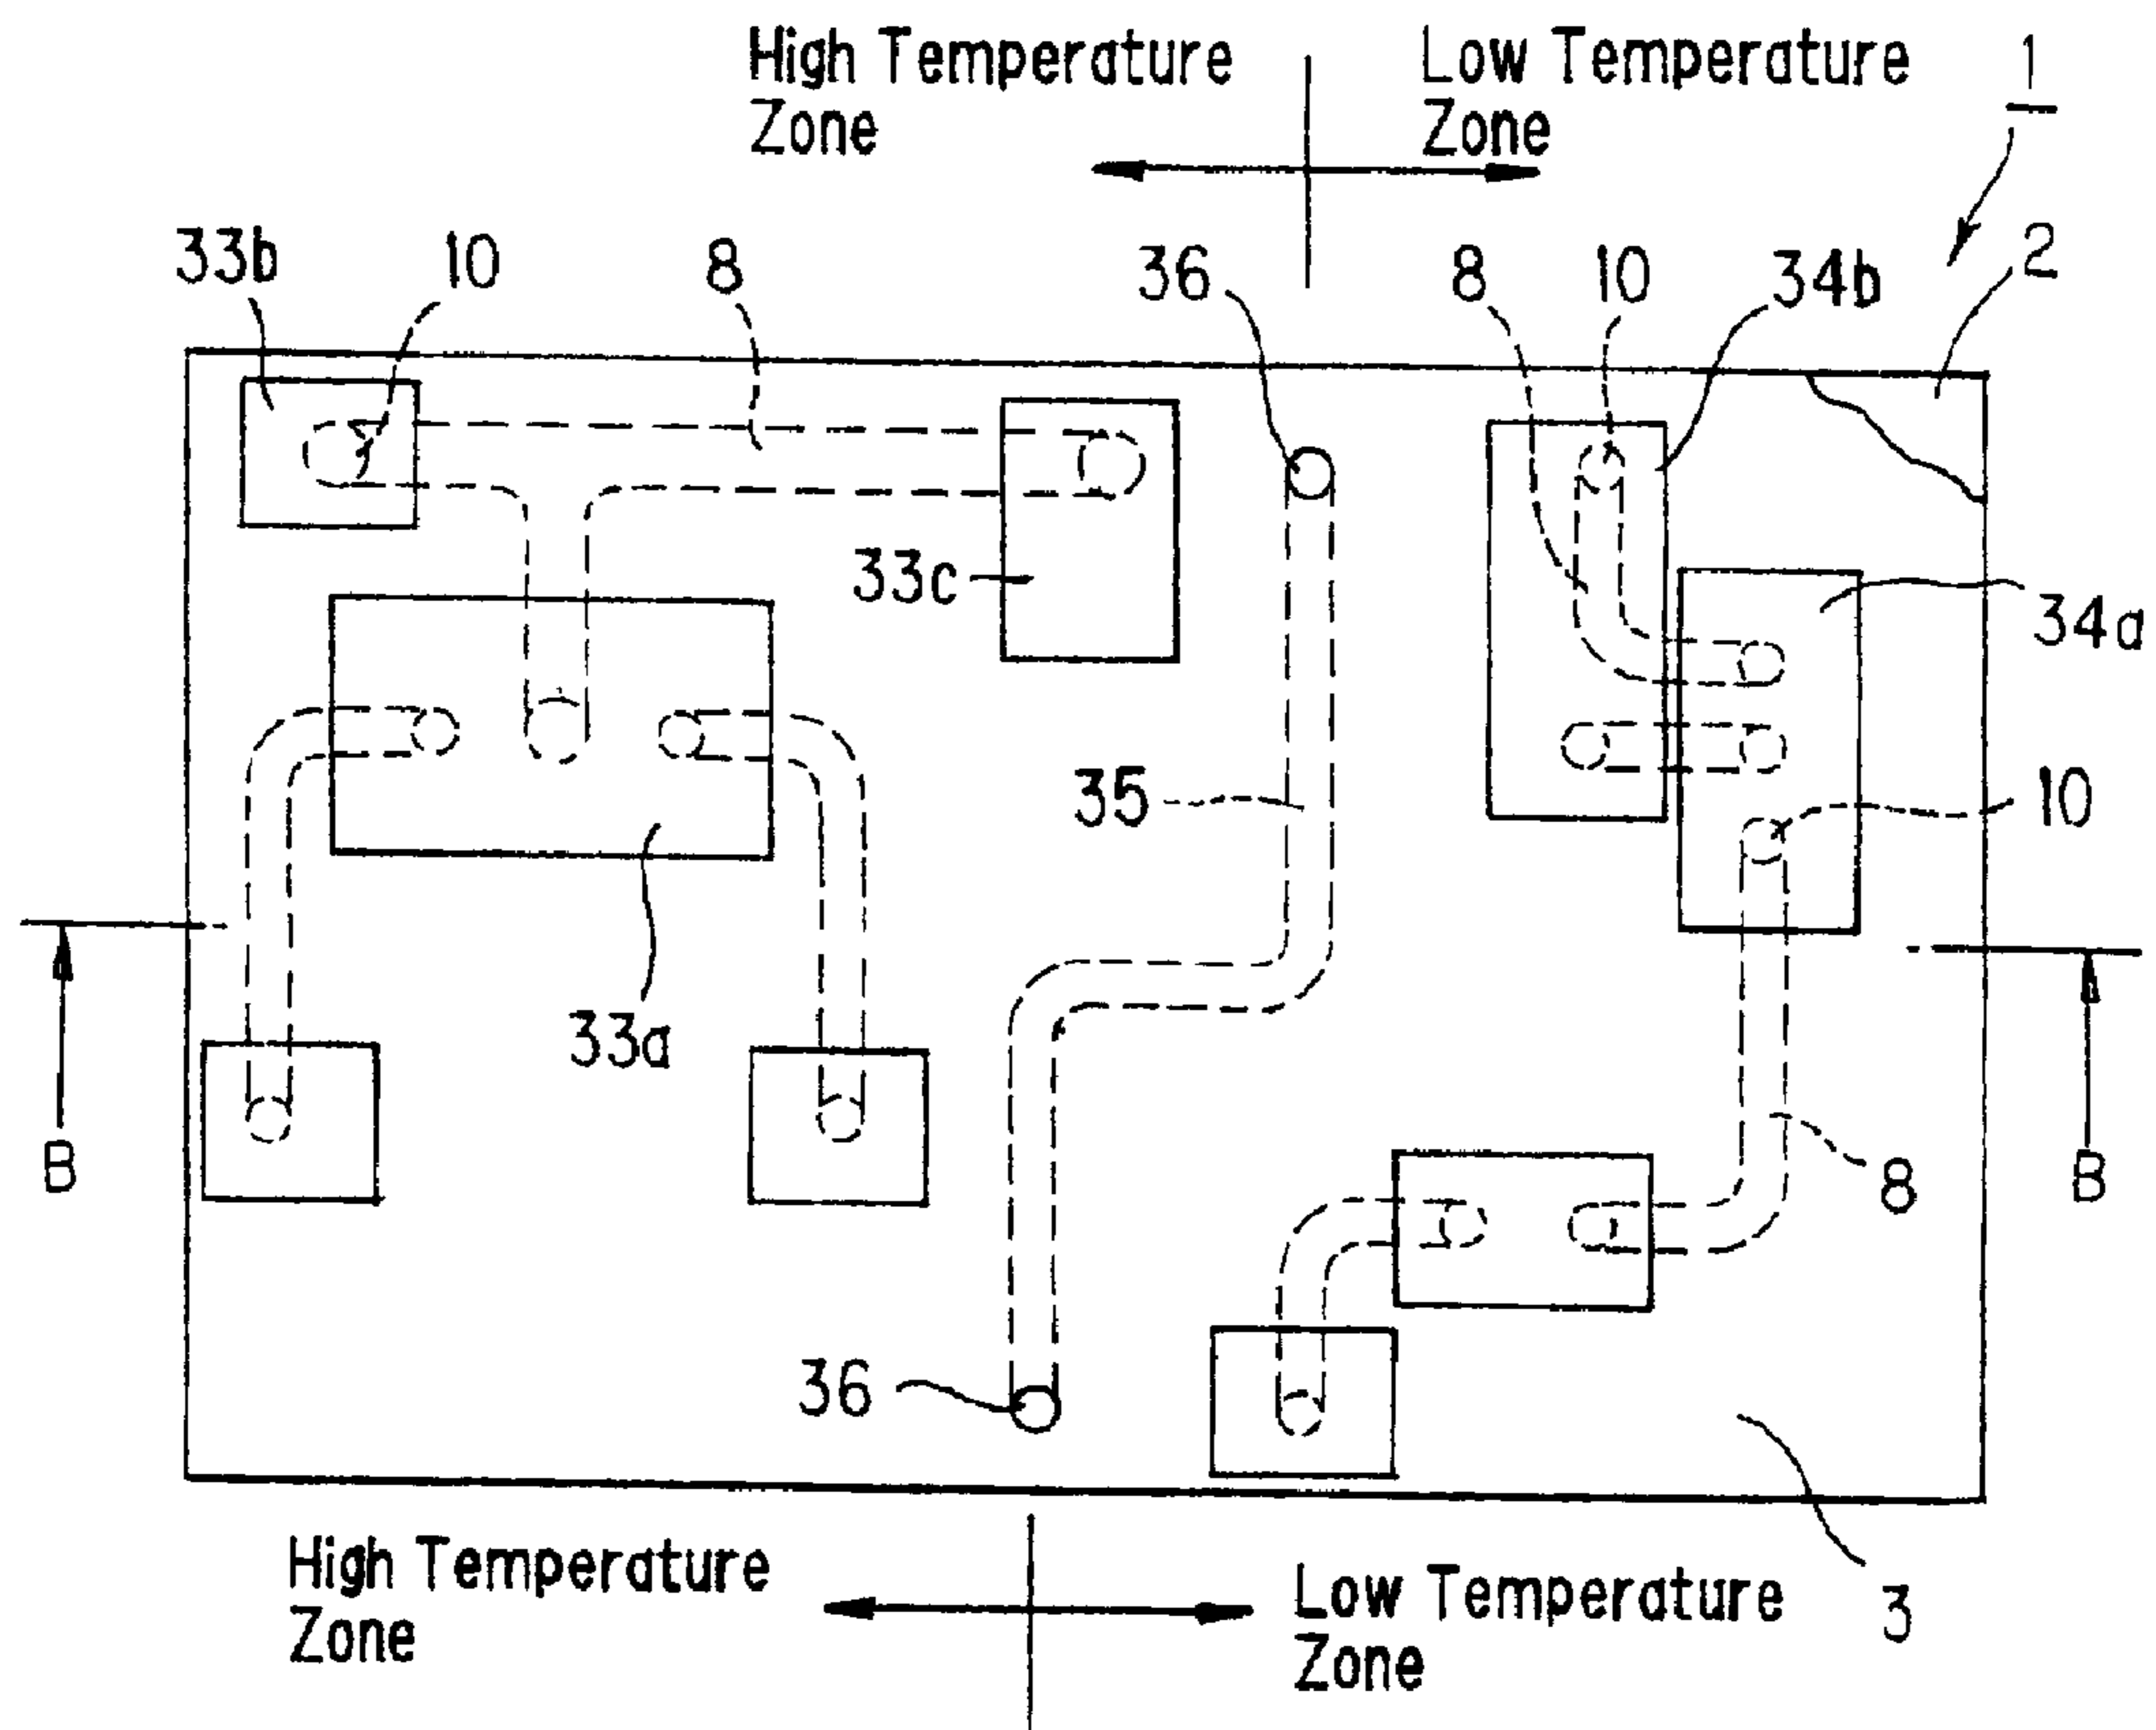 High Temperature
Zone
Low Temperature
Zone
1
33b
10
8
36
8
10
34b
2
33c
34a
35
10
33a
B
8
B
36
High Temperature
Zone
Low Temperature
Zone
3